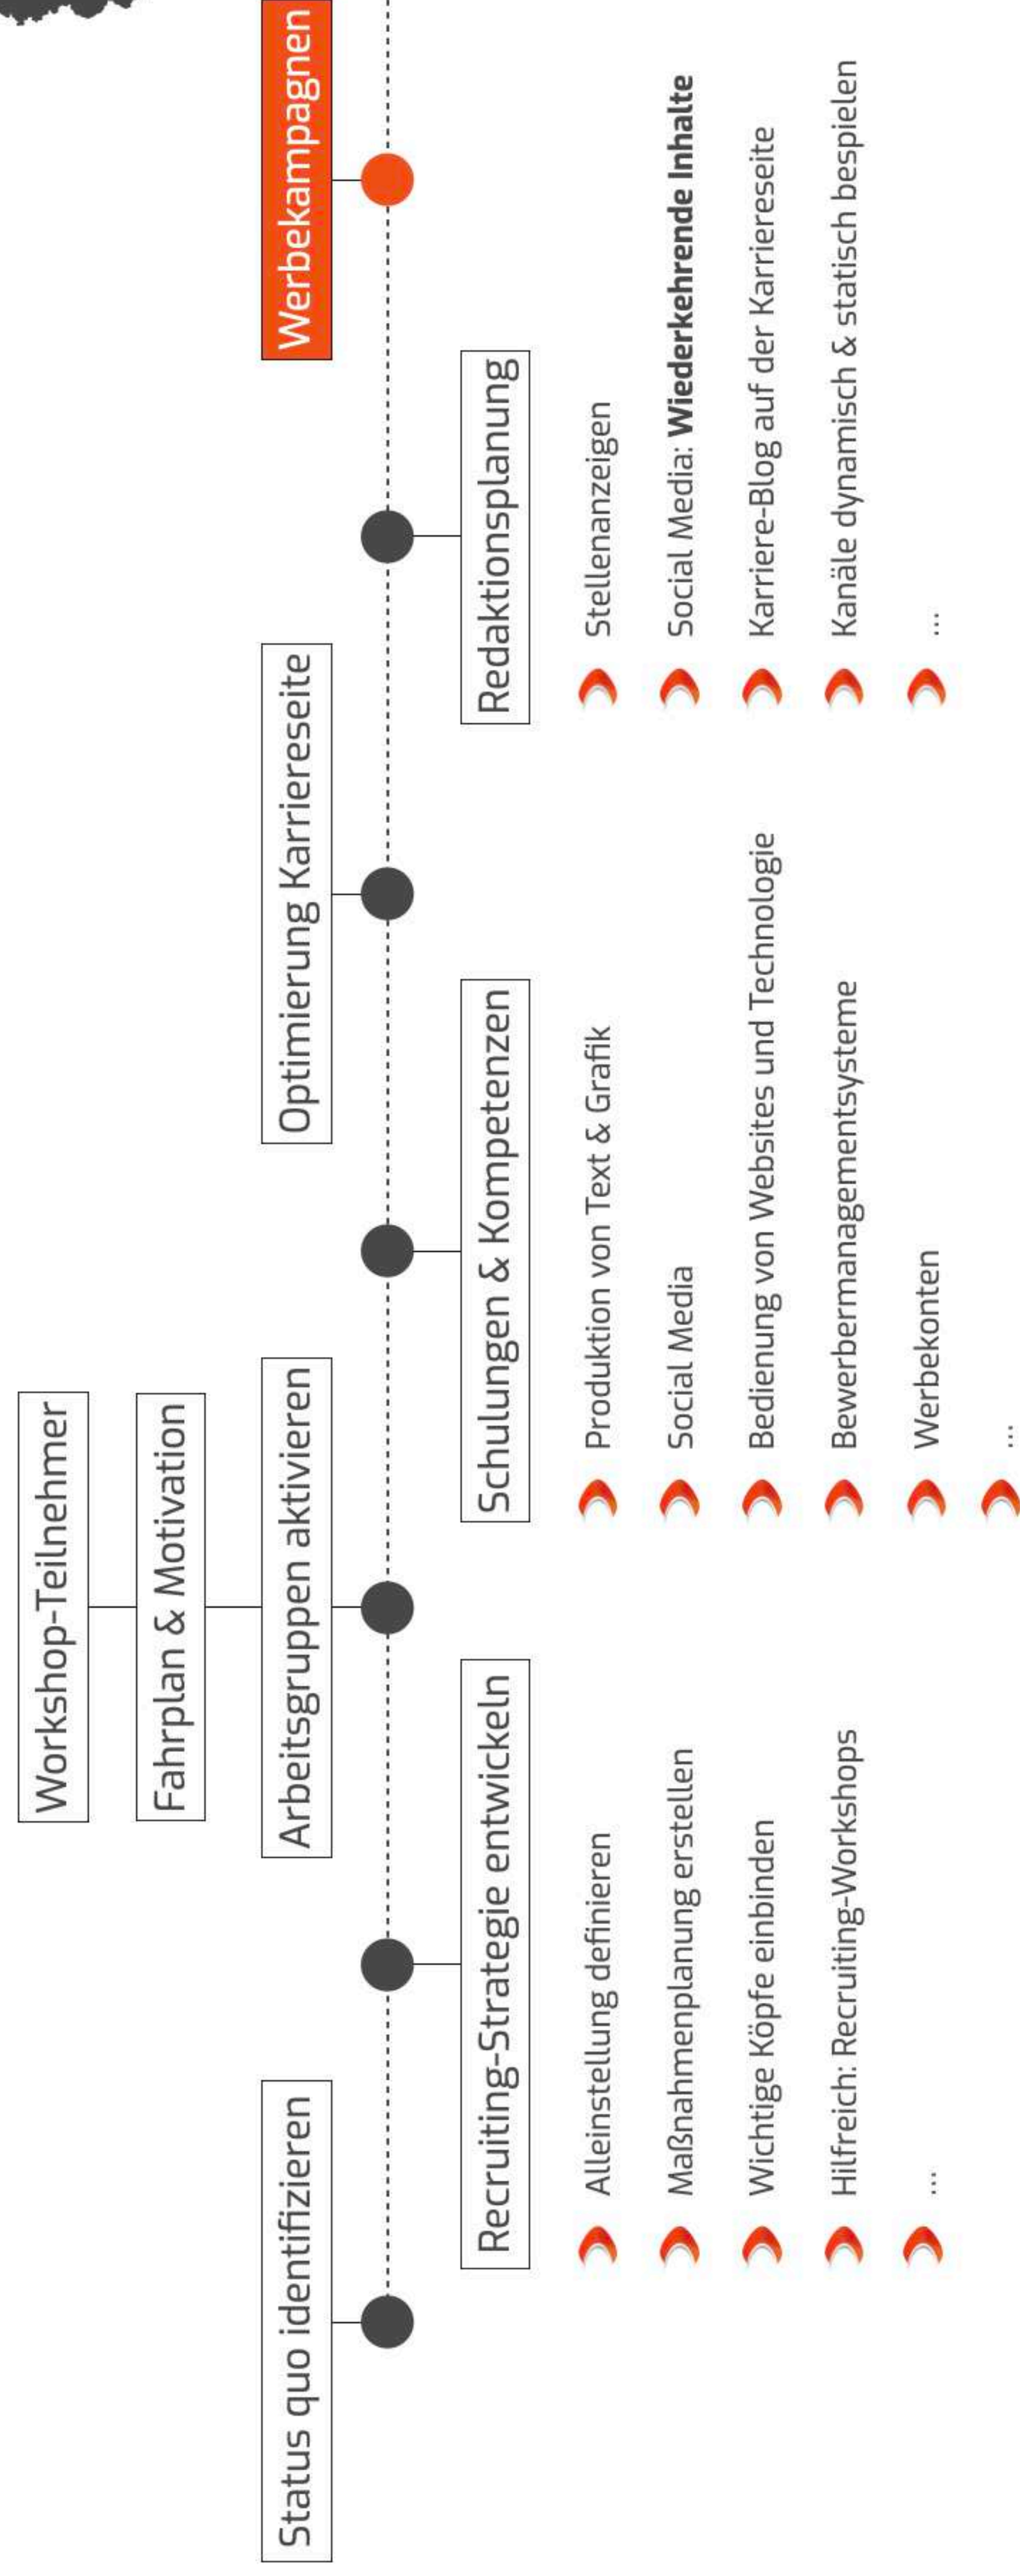 Workshop-Teilnehmer
Fahrplan & Motivation
Status quo identifizieren
Arbeitsgruppen aktivieren
Optimierung Karriereseite
Werbekampagnen
Recruiting-Strategie entwickeln
Alleinstellung definieren
Maßnahmenplanung erstellen
Wichtige Köpfe einbinden
Hilfreich: Recruiting-Workshops
...
Schulungen & Kompetenzen
Produktion von Text & Grafik
Social Media
Bedienung von Websites und Technologie
Bewerbermanagementsysteme
Werbekonten
...
Redaktionsplanung
Stellenanzeigen
Social Media: Wiederkehrende Inhalte
Karriere-Blog auf der Karriereseite
Kanäle dynamisch & statisch bespielen
...